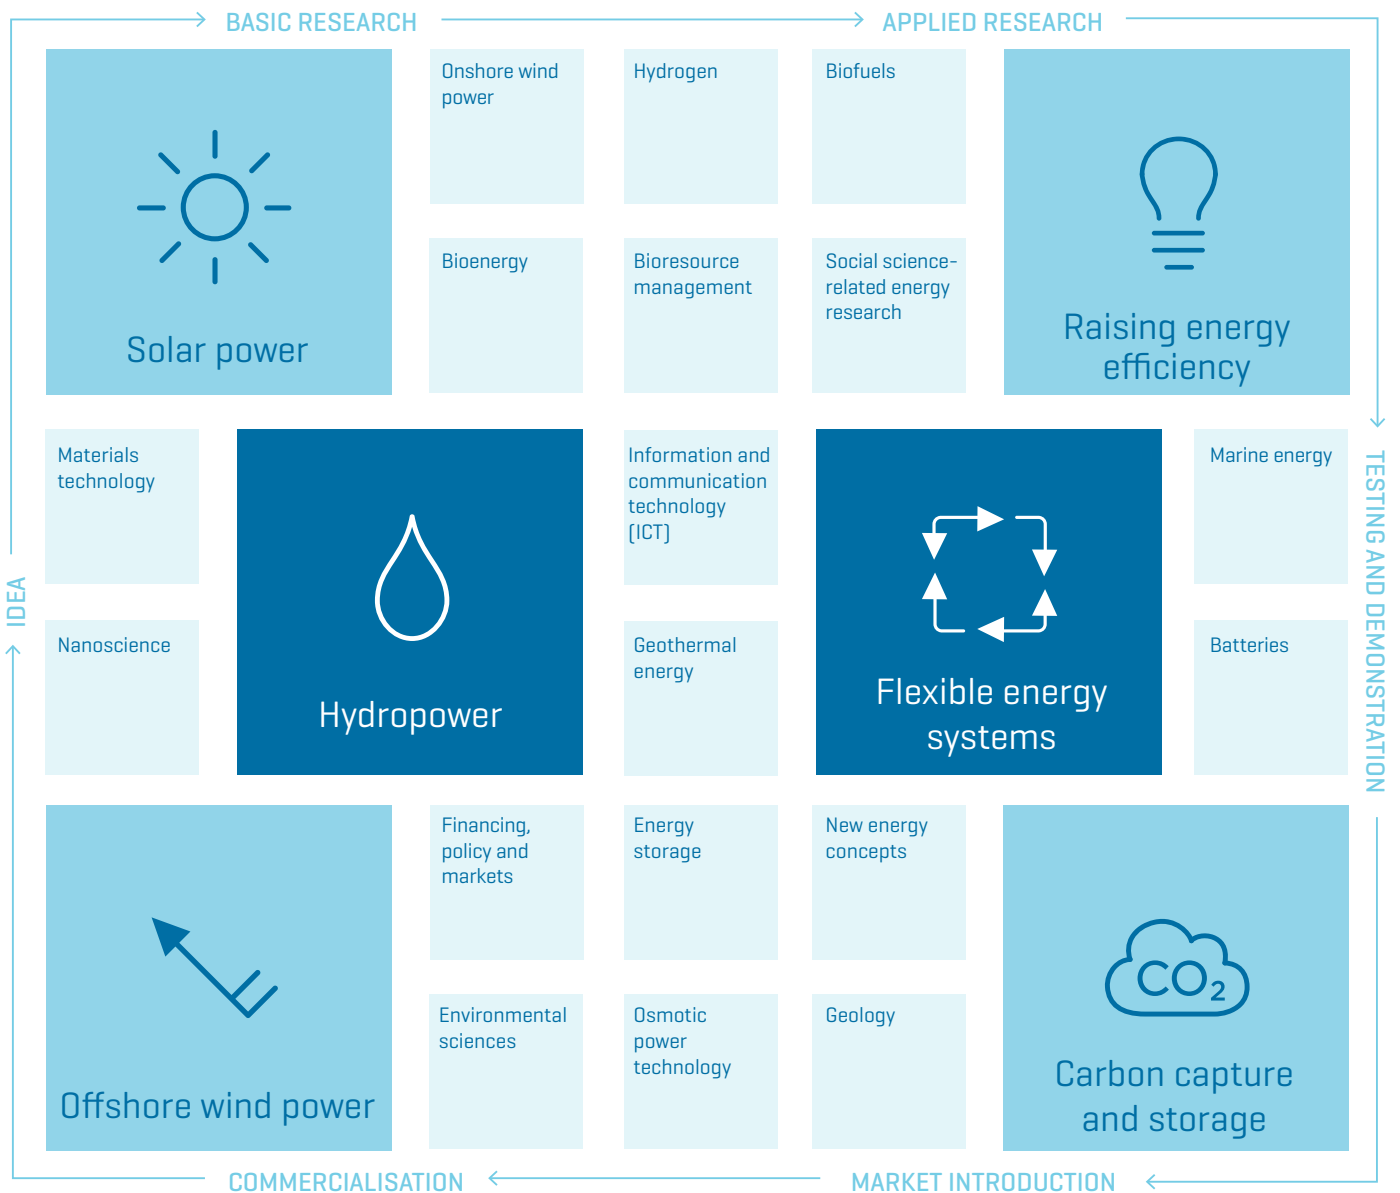 BASIC RESEARCH
APPLIED RESEARCH
Solar power
Onshore wind
power
Hydrogen
Biofuels
Bioenergy
Bioresource
management
Social science-
related energy
research
Raising energy
efficiency
Materials
technology
Nanoscience
Hydropower
Information and
communication
technology
(ICT)
Geothermal
energy
Flexible energy
systems
Marine energy
Batteries
TESTING AND DEMONSTRATION
IDEA
Offshore wind power
Financing,
policy and
markets
Energy
storage
New energy
concepts
Environmental
sciences
Osmotic
power
technology
Geology
CO2
Carbon capture
and storage
COMMERCIALISATION
MARKET INTRODUCTION